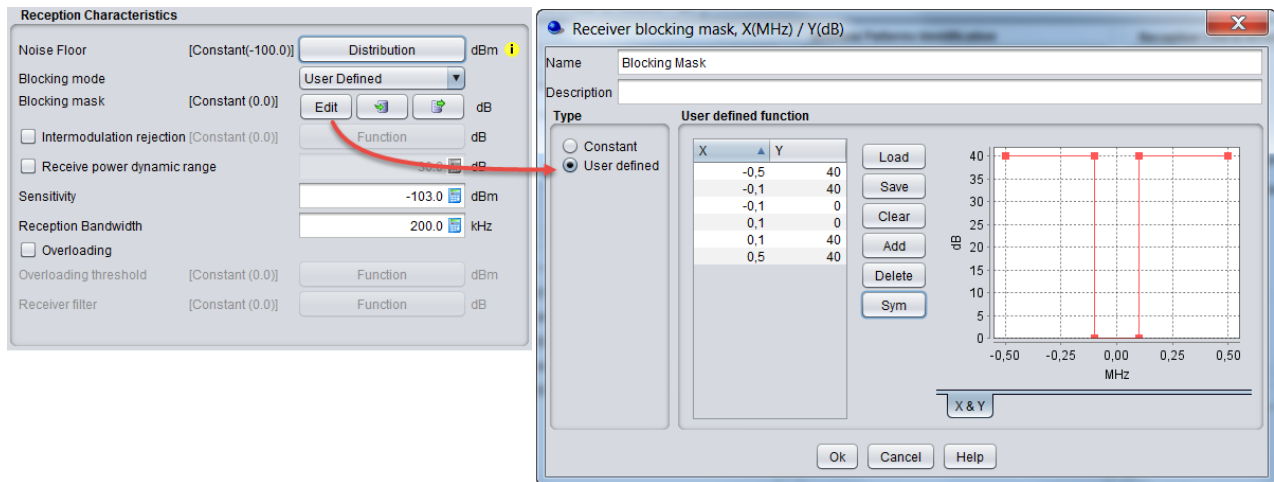 Reception Characteristics
Noise Floor [Constant(-100.0)] Distribution dBm i
Blocking mode User Defined
Blocking mask [Constant (0.0)] Edit dB
Intermodulation rejection [Constant (0.0)] Function dB
Receive power dynamic range dB
Sensitivity -103.0 dBm
Reception Bandwidth 200.0 kHz
Overloading
Overloading threshold [Constant (0.0)] Function dBm
Receiver filter [Constant (0.0)] Function dB
Receiver blocking mask, X(MHz) / Y(dB) X
Name Blocking Mask
Description
Type
Constant
User defined
User defined function
X Y
-0,5 40
-0,1 40
-0,1 0
0,1 0
0,1 40
0,5 40
Load
Save
Clear
Add
Delete
Sym
dB
40
35
30
25
20
15
10
5
0
-0,50 -0,25 0,00 0,25 0,50
MHz
X & Y
Ok Cancel Help